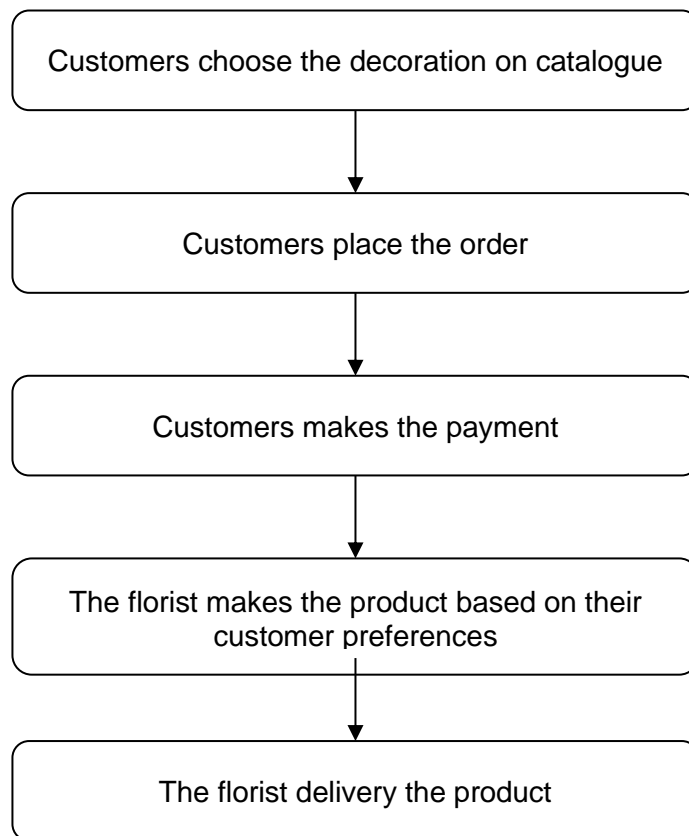 Customers choose the decoration on catalogue
Customers place the order
Customers makes the payment
The florist makes the product based on their
customer preferences
The florist delivery the product